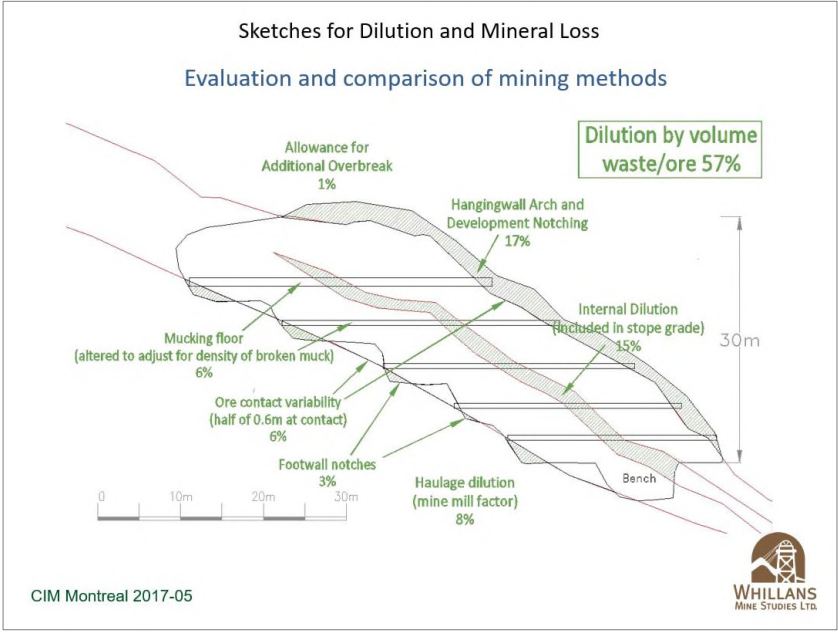 Sketches for Dilution and Mineral Loss
Evaluation and comparison of mining methods
Dilution by volume
waste/ore 57%
Allowance for
Additional Overbreak
1%
Hangingwall Arch and
Development Notching
17%
Internal Dilution
(included in stope grade)
15%
30m
Mucking floor
(altered to adjust for density of broken muck)
6%
Ore contact variability
(half of 0.6m at contact)
6%
Footwall notches
3%
Haulage dilution
(mine mill factor)
8%
Bench
0 10m 20m 30m
CIM Montreal 2017-05
WHILLANS
MINE STUDIES LTD.